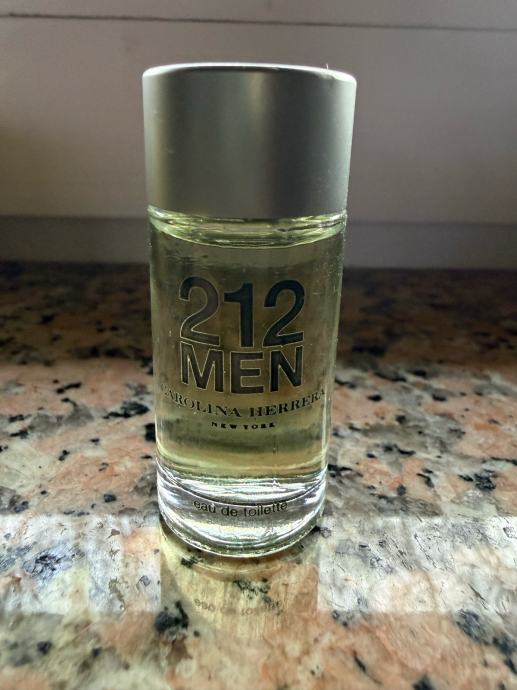 212
MEN
CAROLINA HERRERA
NEW YORK
eau de toilette